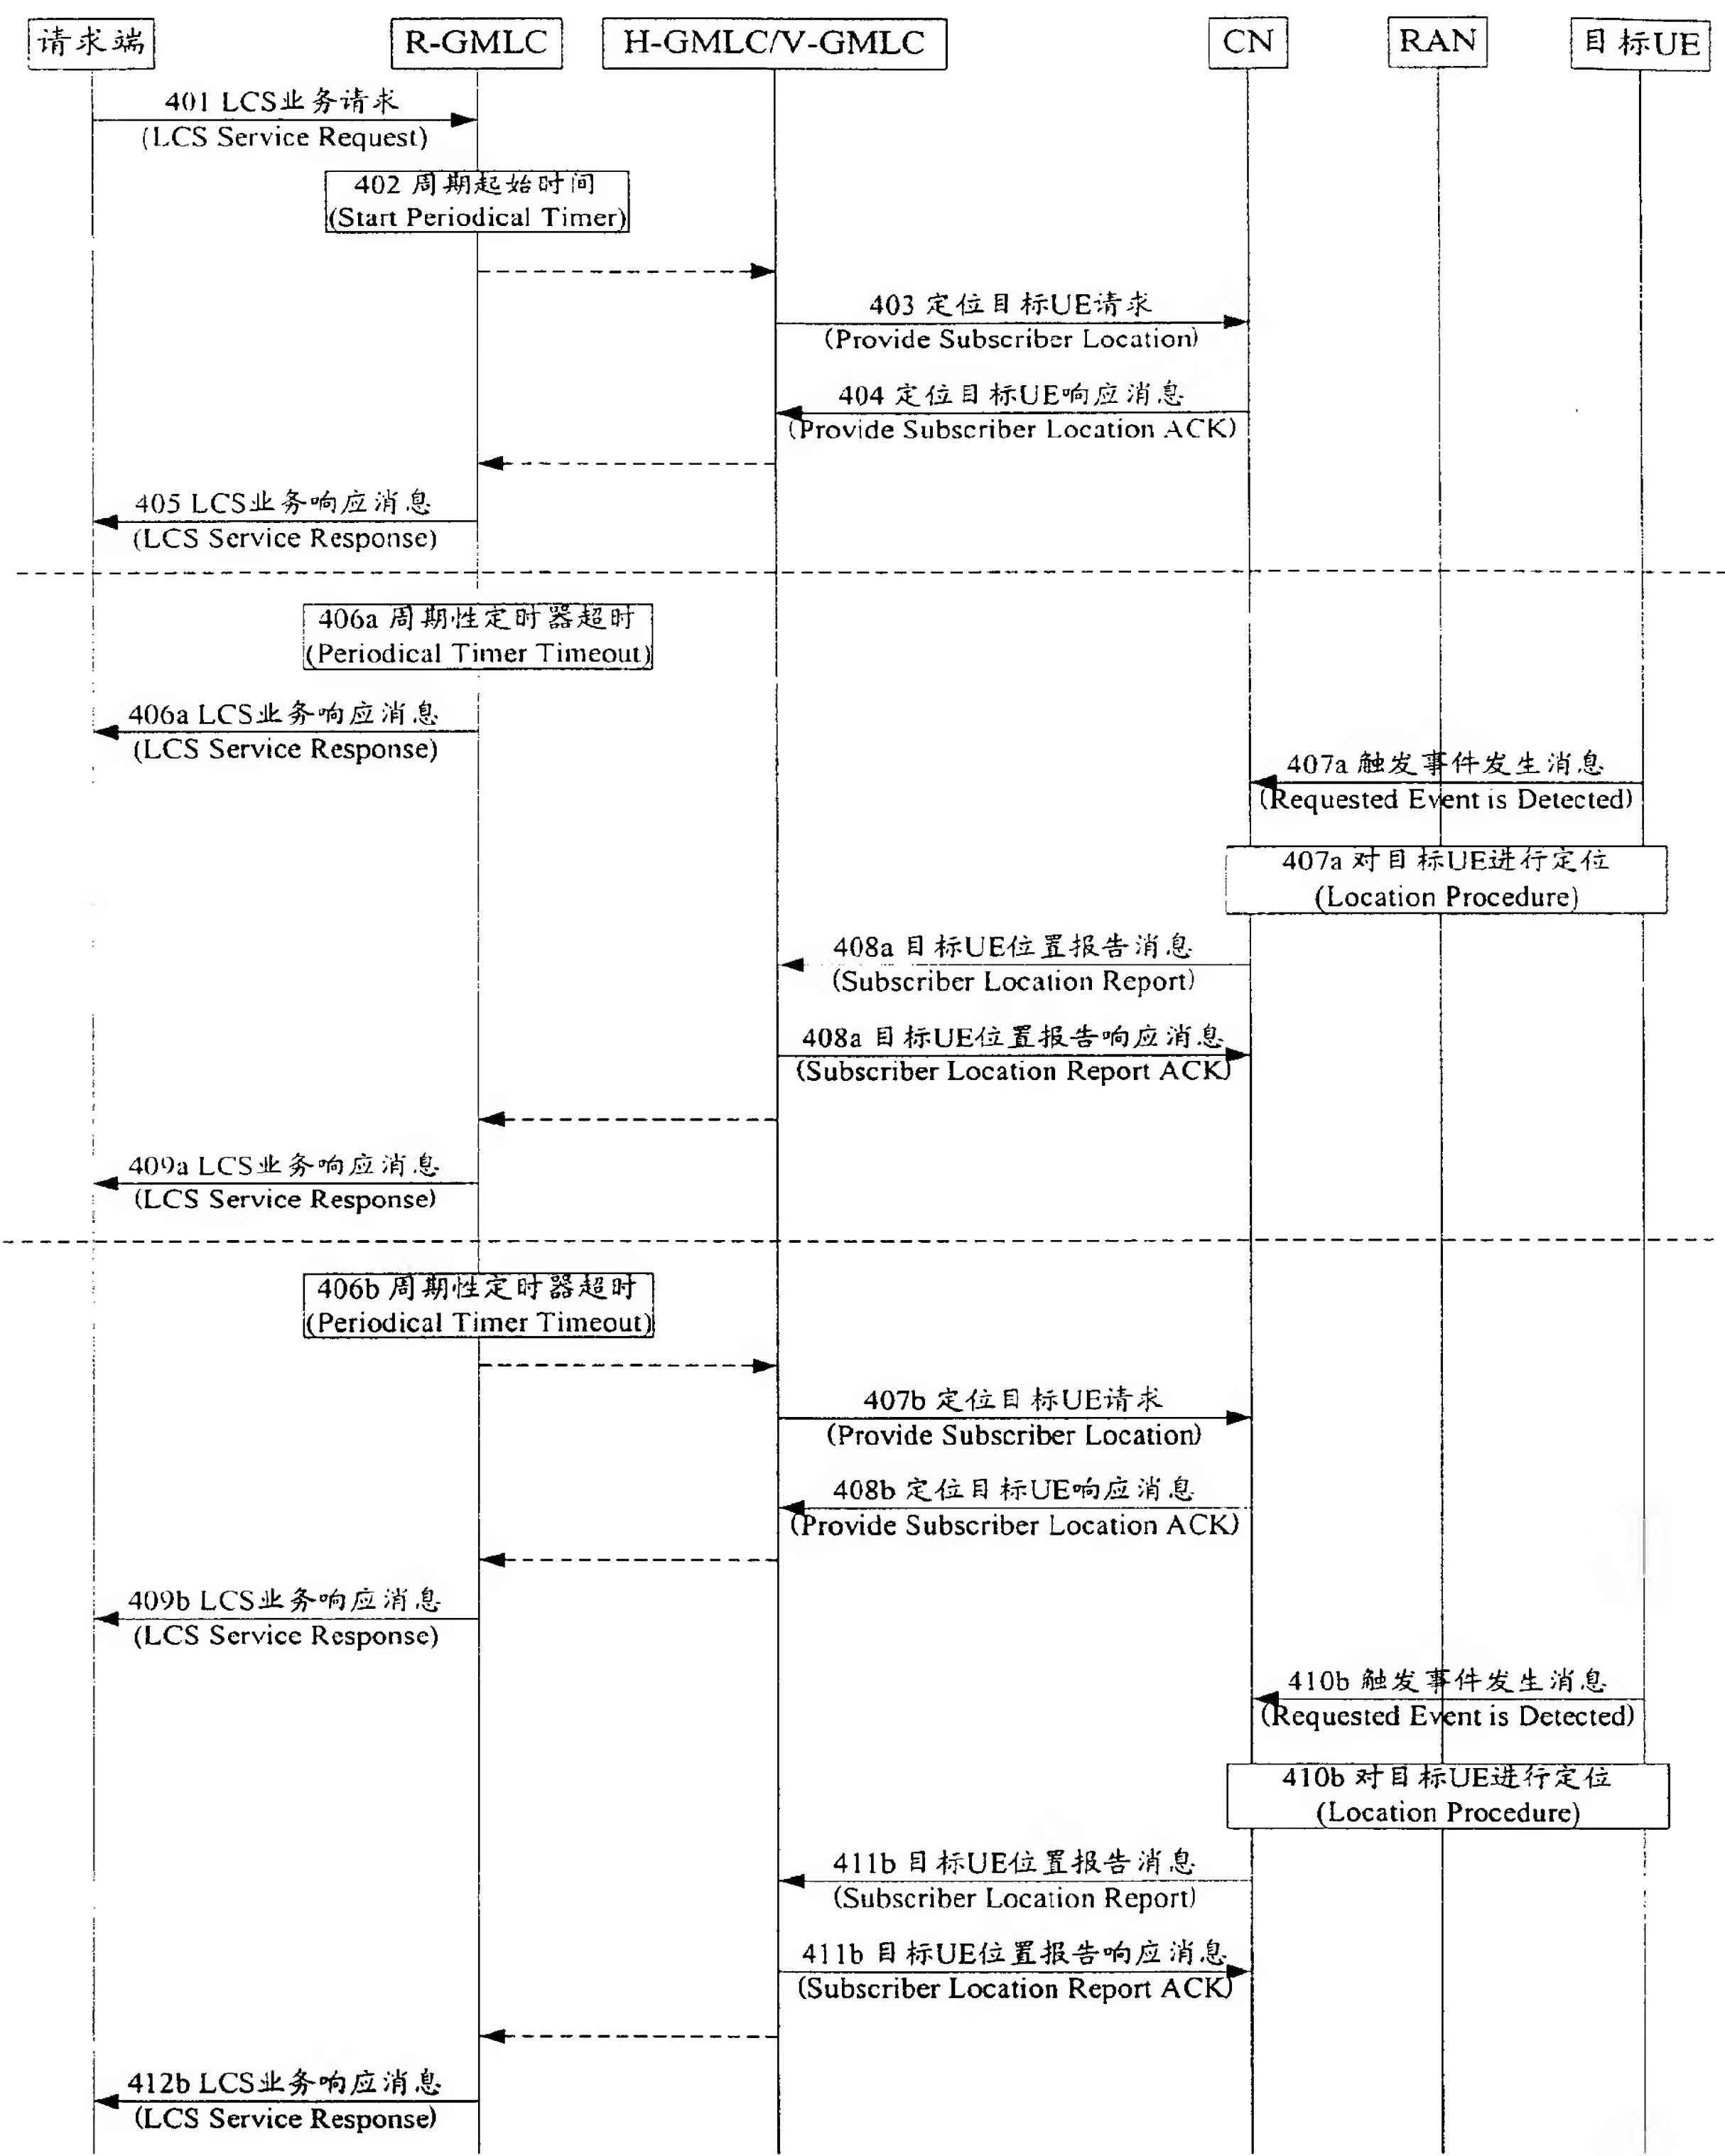 请求端
R-GMLC
H-GMLC/V-GMLC
CN
RAN
目标UE
401 LCS业务请求
(LCS Service Request)
402 周期起始时间
(Start Periodical Timer)
403 定位目标UE请求
(Provide Subscriber Location)
404 定位目标UE响应消息
(Provide Subscriber Location ACK)
405 LCS业务响应消息
(LCS Service Response)
406a 周期性定时器超时
(Periodical Timer Timeout)
406a LCS业务响应消息
(LCS Service Response)
407a 触发事件发生消息
(Requested Event is Detected)
407a 对目标UE进行定位
(Location Procedure)
408a 目标UE位置报告消息
(Subscriber Location Report)
408a 目标UE位置报告响应消息
(Subscriber Location Report ACK)
409a LCS业务响应消息
(LCS Service Response)
406b 周期性定时器超时
(Periodical Timer Timeout)
407b 定位目标UE请求
(Provide Subscriber Location)
408b 定位目标UE响应消息
(Provide Subscriber Location ACK)
409b LCS业务响应消息
(LCS Service Response)
410b 触发事件发生消息
(Requested Event is Detected)
410b 对目标UE进行定位
(Location Procedure)
411b 目标UE位置报告消息
(Subscriber Location Report)
411b 目标UE位置报告响应消息
(Subscriber Location Report ACK)
412b LCS业务响应消息
(LCS Service Response)